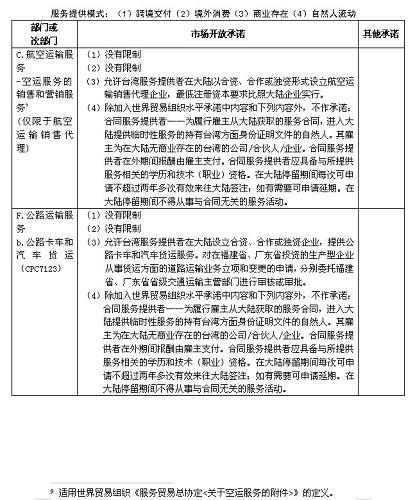 服务提供模式：（1）跨境交付（2）境外消费（3）商业存在（4）自然人流动
部门或次部门
市场开放承诺
其他承诺
C.航空运输服
务
-空运服务的
销售和营销服
务⁹
(仅限于航空
运输销售代
理)
（1）没有限制
（2）没有限制
（3）允许台湾服务提供者在大陆以合资、合作或独资形式设立航空运
输销售代理企业，最低注册资本要求比照大陆企业实行。
（4）除加入世界贸易组织水平承诺中内容和下列内容外，不作承诺：
合同服务提供者——为履行雇主从大陆获取的服务合同，进入大
陆提供临时性服务的持有台湾方面身份证明文件的自然人。其雇
主为在大陆无商业存在的台湾的公司/合伙人/企业。合同服务提
供者在外期间报酬由雇主支付。合同服务提供者应具备与所提供
服务相关的学历和技术（职业）资格。在大陆停留期间每次可申
请不超过两年多次有效来往大陆签注；如有需要可申请延期。在
大陆停留期间不得从事与合同无关的服务活动。
F.公路运输服
务
b.公路卡车和
汽车货运
(CPC7123)
（1）没有限制
（2）没有限制
（3）允许台湾服务提供者在大陆设立合资、合作或独资企业，提供公
路卡车和汽车货运服务。对在福建省、广东省投资的生产型企业
从事货运方面的道路运输业务立项和变更的申请，分别委托福建
省、广东省省级交通运输主管部门进行审核或审批。
（4）除加入世界贸易组织水平承诺中内容和下列内容外，不作承诺：
合同服务提供者——为履行雇主从大陆获取的服务合同，进入大
陆提供临时性服务的持有台湾方面身份证明文件的自然人。其雇
主为在大陆无商业存在的台湾的公司/合伙人/企业。合同服务提
供者在外期间报酬由雇主支付。合同服务提供者应具备与所提供
服务相关的学历和技术（职业）资格。在大陆停留期间每次可申
请不超过两年多次有效来往大陆签注；如有需要可申请延期。在
大陆停留期间不得从事与合同无关的服务活动。
⁹ 适用世界贸易组织《服务贸易总协定<关于空运服务的附件>》的定义。